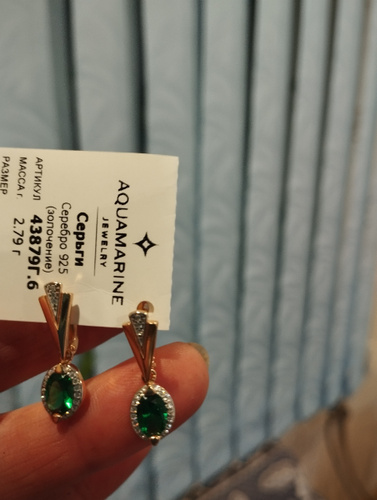 AQUAMARINE
JEWELRY
Серьги
Серебро 925
(золочение)
АРТИКУЛ 43879Г.6
МАССА г. 2.79 г
РАЗМЕР